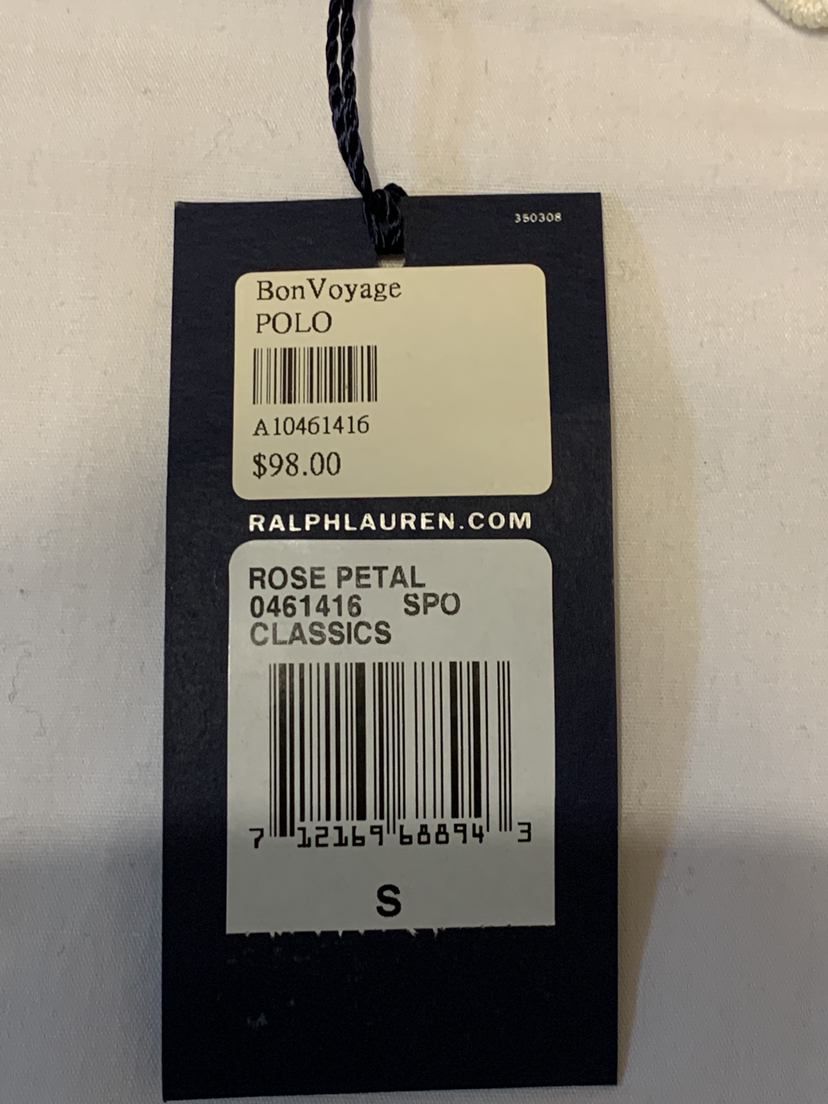 350308
BonVoyage
POLO
A10461416
$98.00
RALPHLAUREN.COM
ROSE PETAL
0461416 SPO
CLASSICS
7 12169 68894 3
S